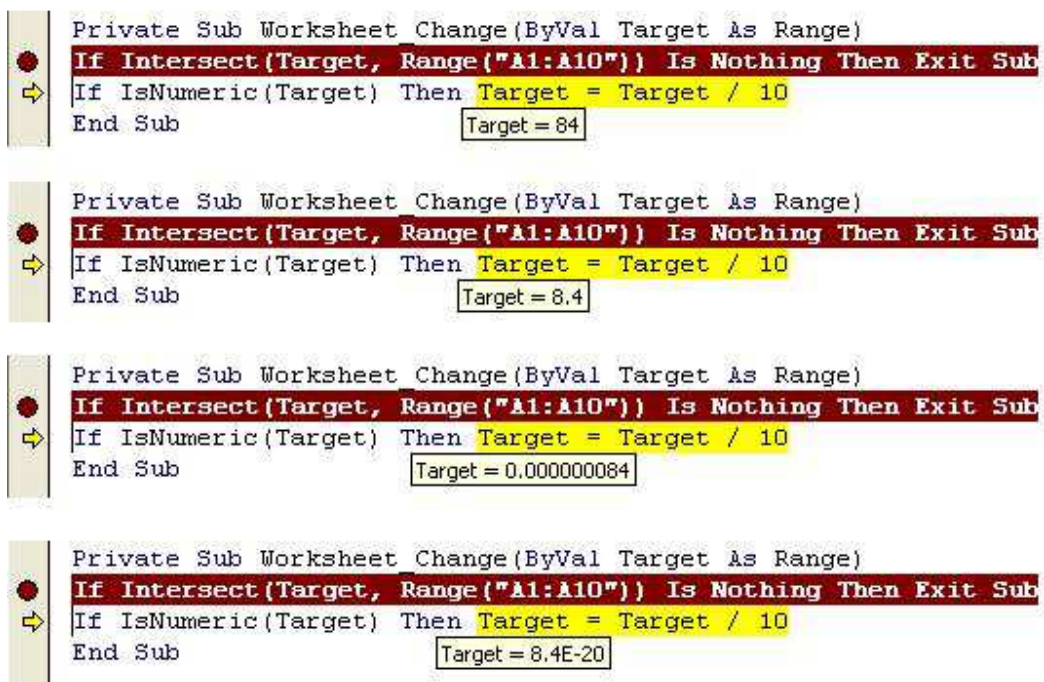 Private Sub Worksheet_Change(ByVal Target As Range)
If Intersect(Target, Range("A1:A10")) Is Nothing Then Exit Sub
If IsNumeric(Target) Then Target = Target / 10
End Sub
Target = 84
Private Sub Worksheet_Change(ByVal Target As Range)
If Intersect(Target, Range("A1:A10")) Is Nothing Then Exit Sub
If IsNumeric(Target) Then Target = Target / 10
End Sub
Target = 8.4
Private Sub Worksheet_Change(ByVal Target As Range)
If Intersect(Target, Range("A1:A10")) Is Nothing Then Exit Sub
If IsNumeric(Target) Then Target = Target / 10
End Sub
Target = 0.000000084
Private Sub Worksheet_Change(ByVal Target As Range)
If Intersect(Target, Range("A1:A10")) Is Nothing Then Exit Sub
If IsNumeric(Target) Then Target = Target / 10
End Sub
Target = 8.4E-20